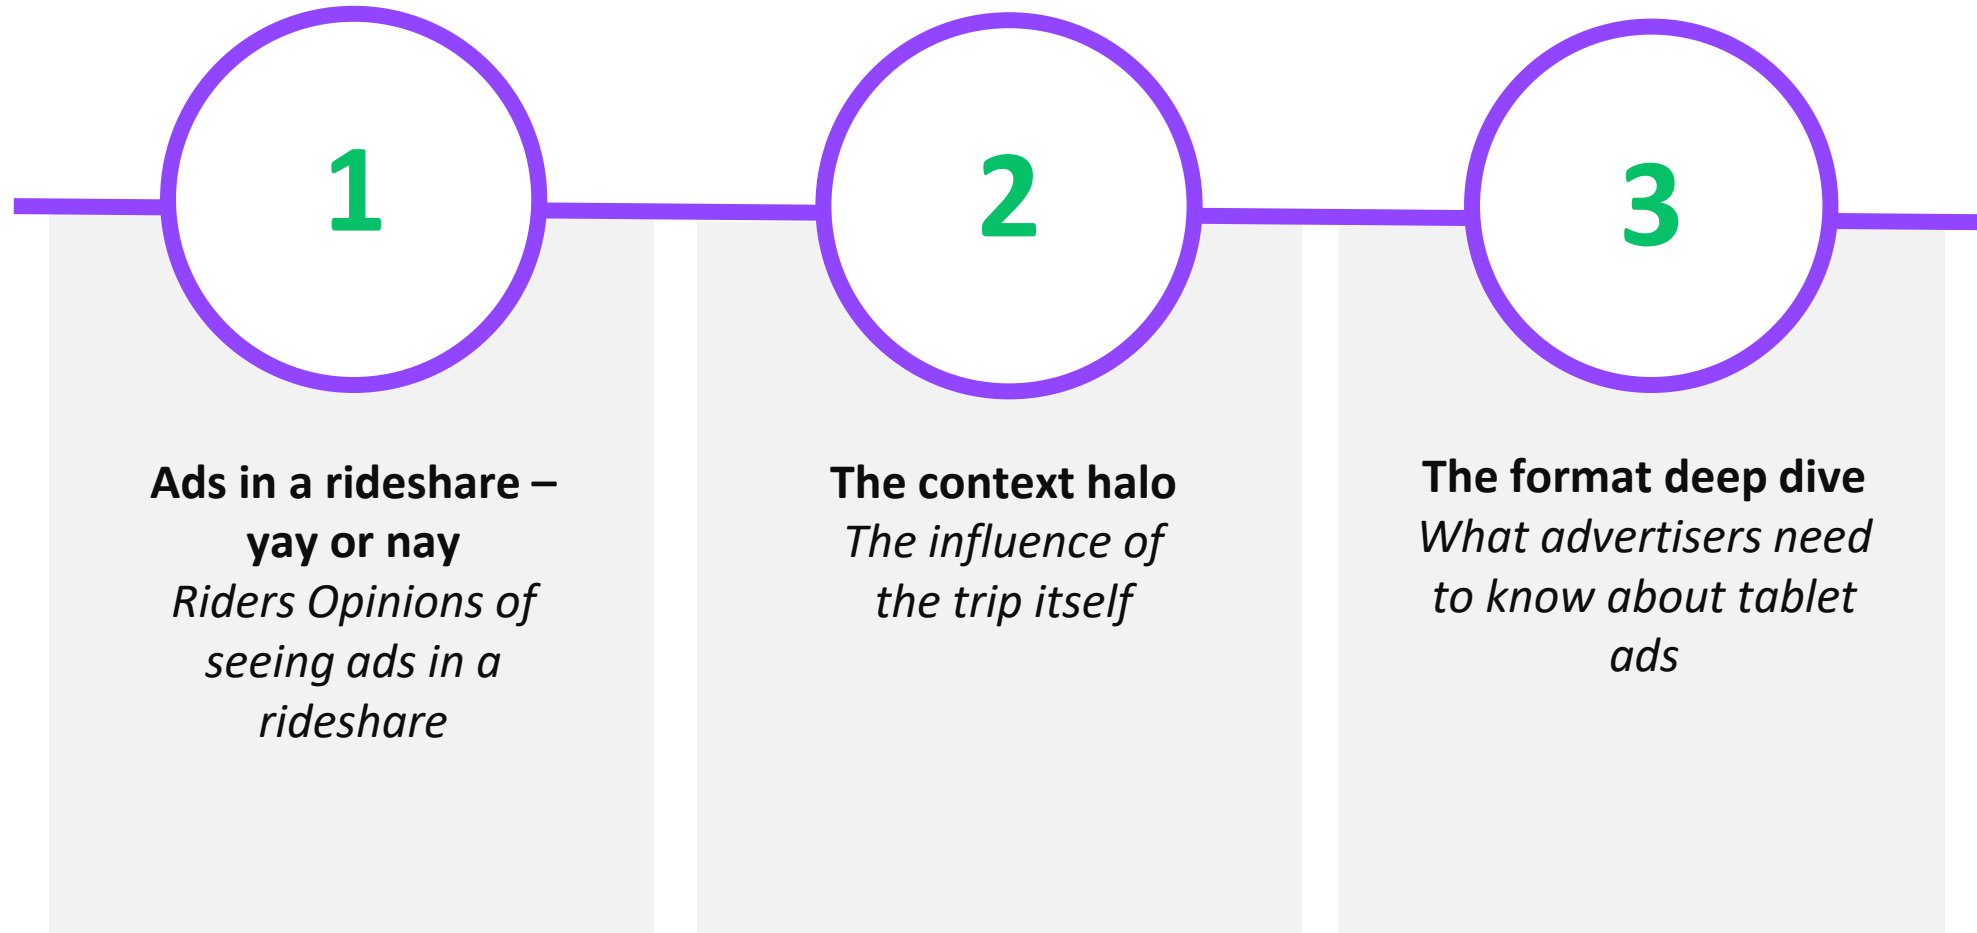 1
Ads in a rideshare –
yay or nay
Riders Opinions of
seeing ads in a
rideshare
2
The context halo
The influence of
the trip itself
3
The format deep dive
What advertisers need
to know about tablet
ads